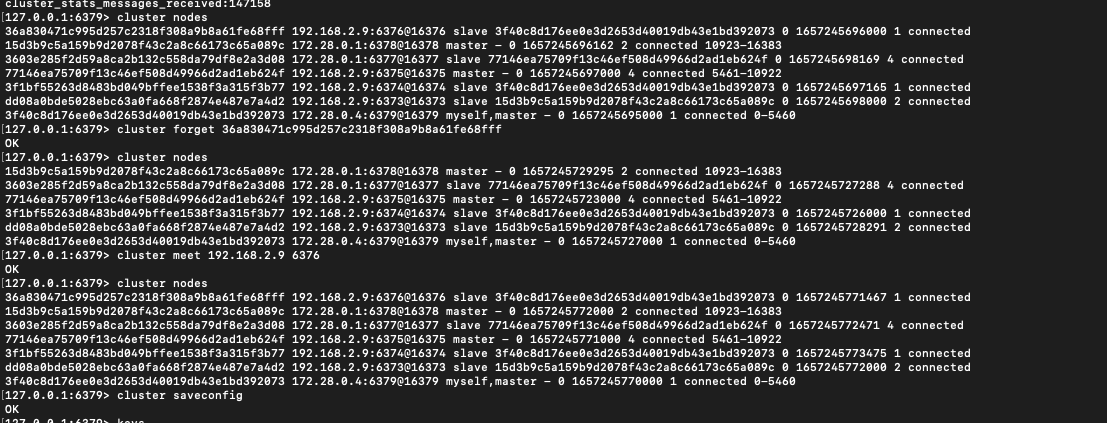 cluster_stats_messages_received:147158
[127.0.0.1:6379> cluster nodes
36a830471c995d257c2318f308a9b8a61fe68fff 192.168.2.9:6376@16376 slave 3f40c8d176ee0e3d2653d40019db43e1bd392073 0 1657245696000 1 connected
15d3b9c5a159b9d2078f43c2a8c66173c65a089c 172.28.0.1:6378@16378 master - 0 1657245696162 2 connected 10923-16383
3603e285f2d59a8ca2b132c558da79df8e2a3d08 172.28.0.1:6377@16377 slave 77146ea75709f13c46ef508d49966d2ad1eb624f 0 1657245698169 4 connected
77146ea75709f13c46ef508d49966d2ad1eb624f 192.168.2.9:6375@16375 master - 0 1657245697000 4 connected 5461-10922
3f1bf55263d8483bd049bffee1538f3a315f3b77 192.168.2.9:6374@16374 slave 3f40c8d176ee0e3d2653d40019db43e1bd392073 0 1657245697165 1 connected
dd08a0bde5028ebc63a0fa668f2874e487e7a4d2 192.168.2.9:6373@16373 slave 15d3b9c5a159b9d2078f43c2a8c66173c65a089c 0 1657245698000 2 connected
3f40c8d176ee0e3d2653d40019db43e1bd392073 172.28.0.4:6379@16379 myself,master - 0 1657245695000 1 connected 0-5460
[127.0.0.1:6379> cluster forget 36a830471c995d257c2318f308a9b8a61fe68fff
OK
[127.0.0.1:6379> cluster nodes
15d3b9c5a159b9d2078f43c2a8c66173c65a089c 172.28.0.1:6378@16378 master - 0 1657245729295 2 connected 10923-16383
3603e285f2d59a8ca2b132c558da79df8e2a3d08 172.28.0.1:6377@16377 slave 77146ea75709f13c46ef508d49966d2ad1eb624f 0 1657245727288 4 connected
77146ea75709f13c46ef508d49966d2ad1eb624f 192.168.2.9:6375@16375 master - 0 1657245723000 4 connected 5461-10922
3f1bf55263d8483bd049bffee1538f3a315f3b77 192.168.2.9:6374@16374 slave 3f40c8d176ee0e3d2653d40019db43e1bd392073 0 1657245726000 1 connected
dd08a0bde5028ebc63a0fa668f2874e487e7a4d2 192.168.2.9:6373@16373 slave 15d3b9c5a159b9d2078f43c2a8c66173c65a089c 0 1657245728291 2 connected
3f40c8d176ee0e3d2653d40019db43e1bd392073 172.28.0.4:6379@16379 myself,master - 0 1657245727000 1 connected 0-5460
[127.0.0.1:6379> cluster meet 192.168.2.9 6376
OK
[127.0.0.1:6379> cluster nodes
36a830471c995d257c2318f308a9b8a61fe68fff 192.168.2.9:6376@16376 slave 3f40c8d176ee0e3d2653d40019db43e1bd392073 0 1657245771467 1 connected
15d3b9c5a159b9d2078f43c2a8c66173c65a089c 172.28.0.1:6378@16378 master - 0 1657245772000 2 connected 10923-16383
3603e285f2d59a8ca2b132c558da79df8e2a3d08 172.28.0.1:6377@16377 slave 77146ea75709f13c46ef508d49966d2ad1eb624f 0 1657245772471 4 connected
77146ea75709f13c46ef508d49966d2ad1eb624f 192.168.2.9:6375@16375 master - 0 1657245771000 4 connected 5461-10922
3f1bf55263d8483bd049bffee1538f3a315f3b77 192.168.2.9:6374@16374 slave 3f40c8d176ee0e3d2653d40019db43e1bd392073 0 1657245773475 1 connected
dd08a0bde5028ebc63a0fa668f2874e487e7a4d2 192.168.2.9:6373@16373 slave 15d3b9c5a159b9d2078f43c2a8c66173c65a089c 0 1657245772000 2 connected
3f40c8d176ee0e3d2653d40019db43e1bd392073 172.28.0.4:6379@16379 myself,master - 0 1657245770000 1 connected 0-5460
[127.0.0.1:6379> cluster saveconfig
OK
[127.0.0.1:6379> keys